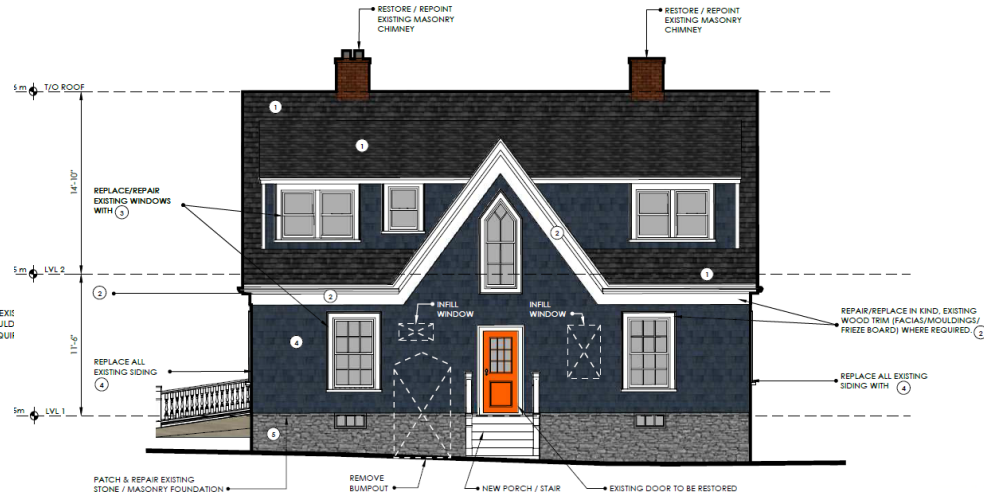 RESTORE / REPOINT
EXISTING MASONRY
CHIMNEY
RESTORE / REPOINT
EXISTING MASONRY
CHIMNEY
m
T/O ROOF
1
1
14'-10"
REPLACE/REPAIR
EXISTING WINDOWS
WITH 3
2
m
LVL 2
1
2
2
INFILL
WINDOW
INFILL
WINDOW
EXIS
ULD
QUIR
REPAIR/REPLACE IN KIND, EXISTING
WOOD TRIM (FACIAS/MOULDINGS/
FRIEZE BOARD) WHERE REQUIRED. 2
11'-6"
4
REPLACE ALL
EXISTING SIDING
4
REPLACE ALL EXISTING
SIDING WITH 4
5m
LVL 1
5
PATCH & REPAIR EXISTING
STONE / MASONRY FOUNDATION
REMOVE
BUMPOUT
NEW PORCH / STAIR
EXISTING DOOR TO BE RESTORED